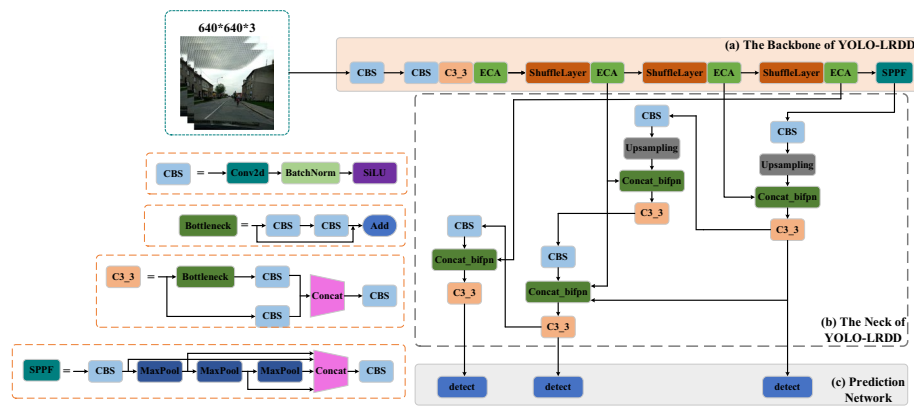 640*640*3
(a) The Backbone of YOLO-LRDD
CBS CBS C3_3 ECA ShuffleLayer ECA ShuffleLayer ECA ShuffleLayer ECA SPPF
CBS CBS
Upsampling Upsampling
Concat_bifpn Concat_bifpn
C3_3 C3_3
CBS = Conv2d BatchNorm SiLU
Bottleneck = CBS CBS Add
CBS CBS
Concat_bifpn Concat_bifpn
C3_3 C3_3
C3_3 = Bottleneck CBS Concat CBS
CBS
(b) The Neck of
YOLO-LRDD
SPPF = CBS MaxPool MaxPool MaxPool Concat CBS
detect detect detect
(c) Prediction
Network